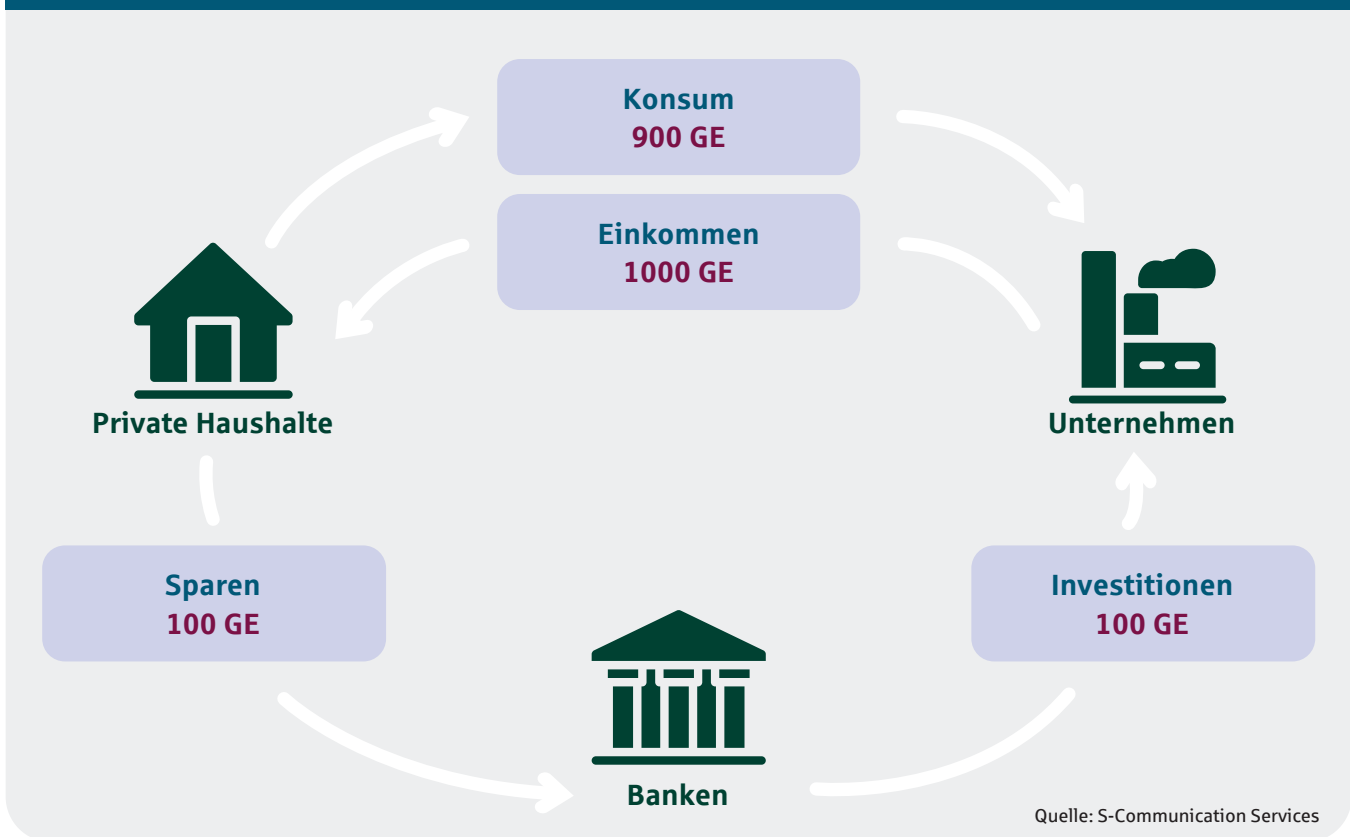 Konsum
900 GE
Einkommen
1000 GE
Private Haushalte
Unternehmen
Sparen
100 GE
Investitionen
100 GE
Banken
Quelle: S-Communication Services